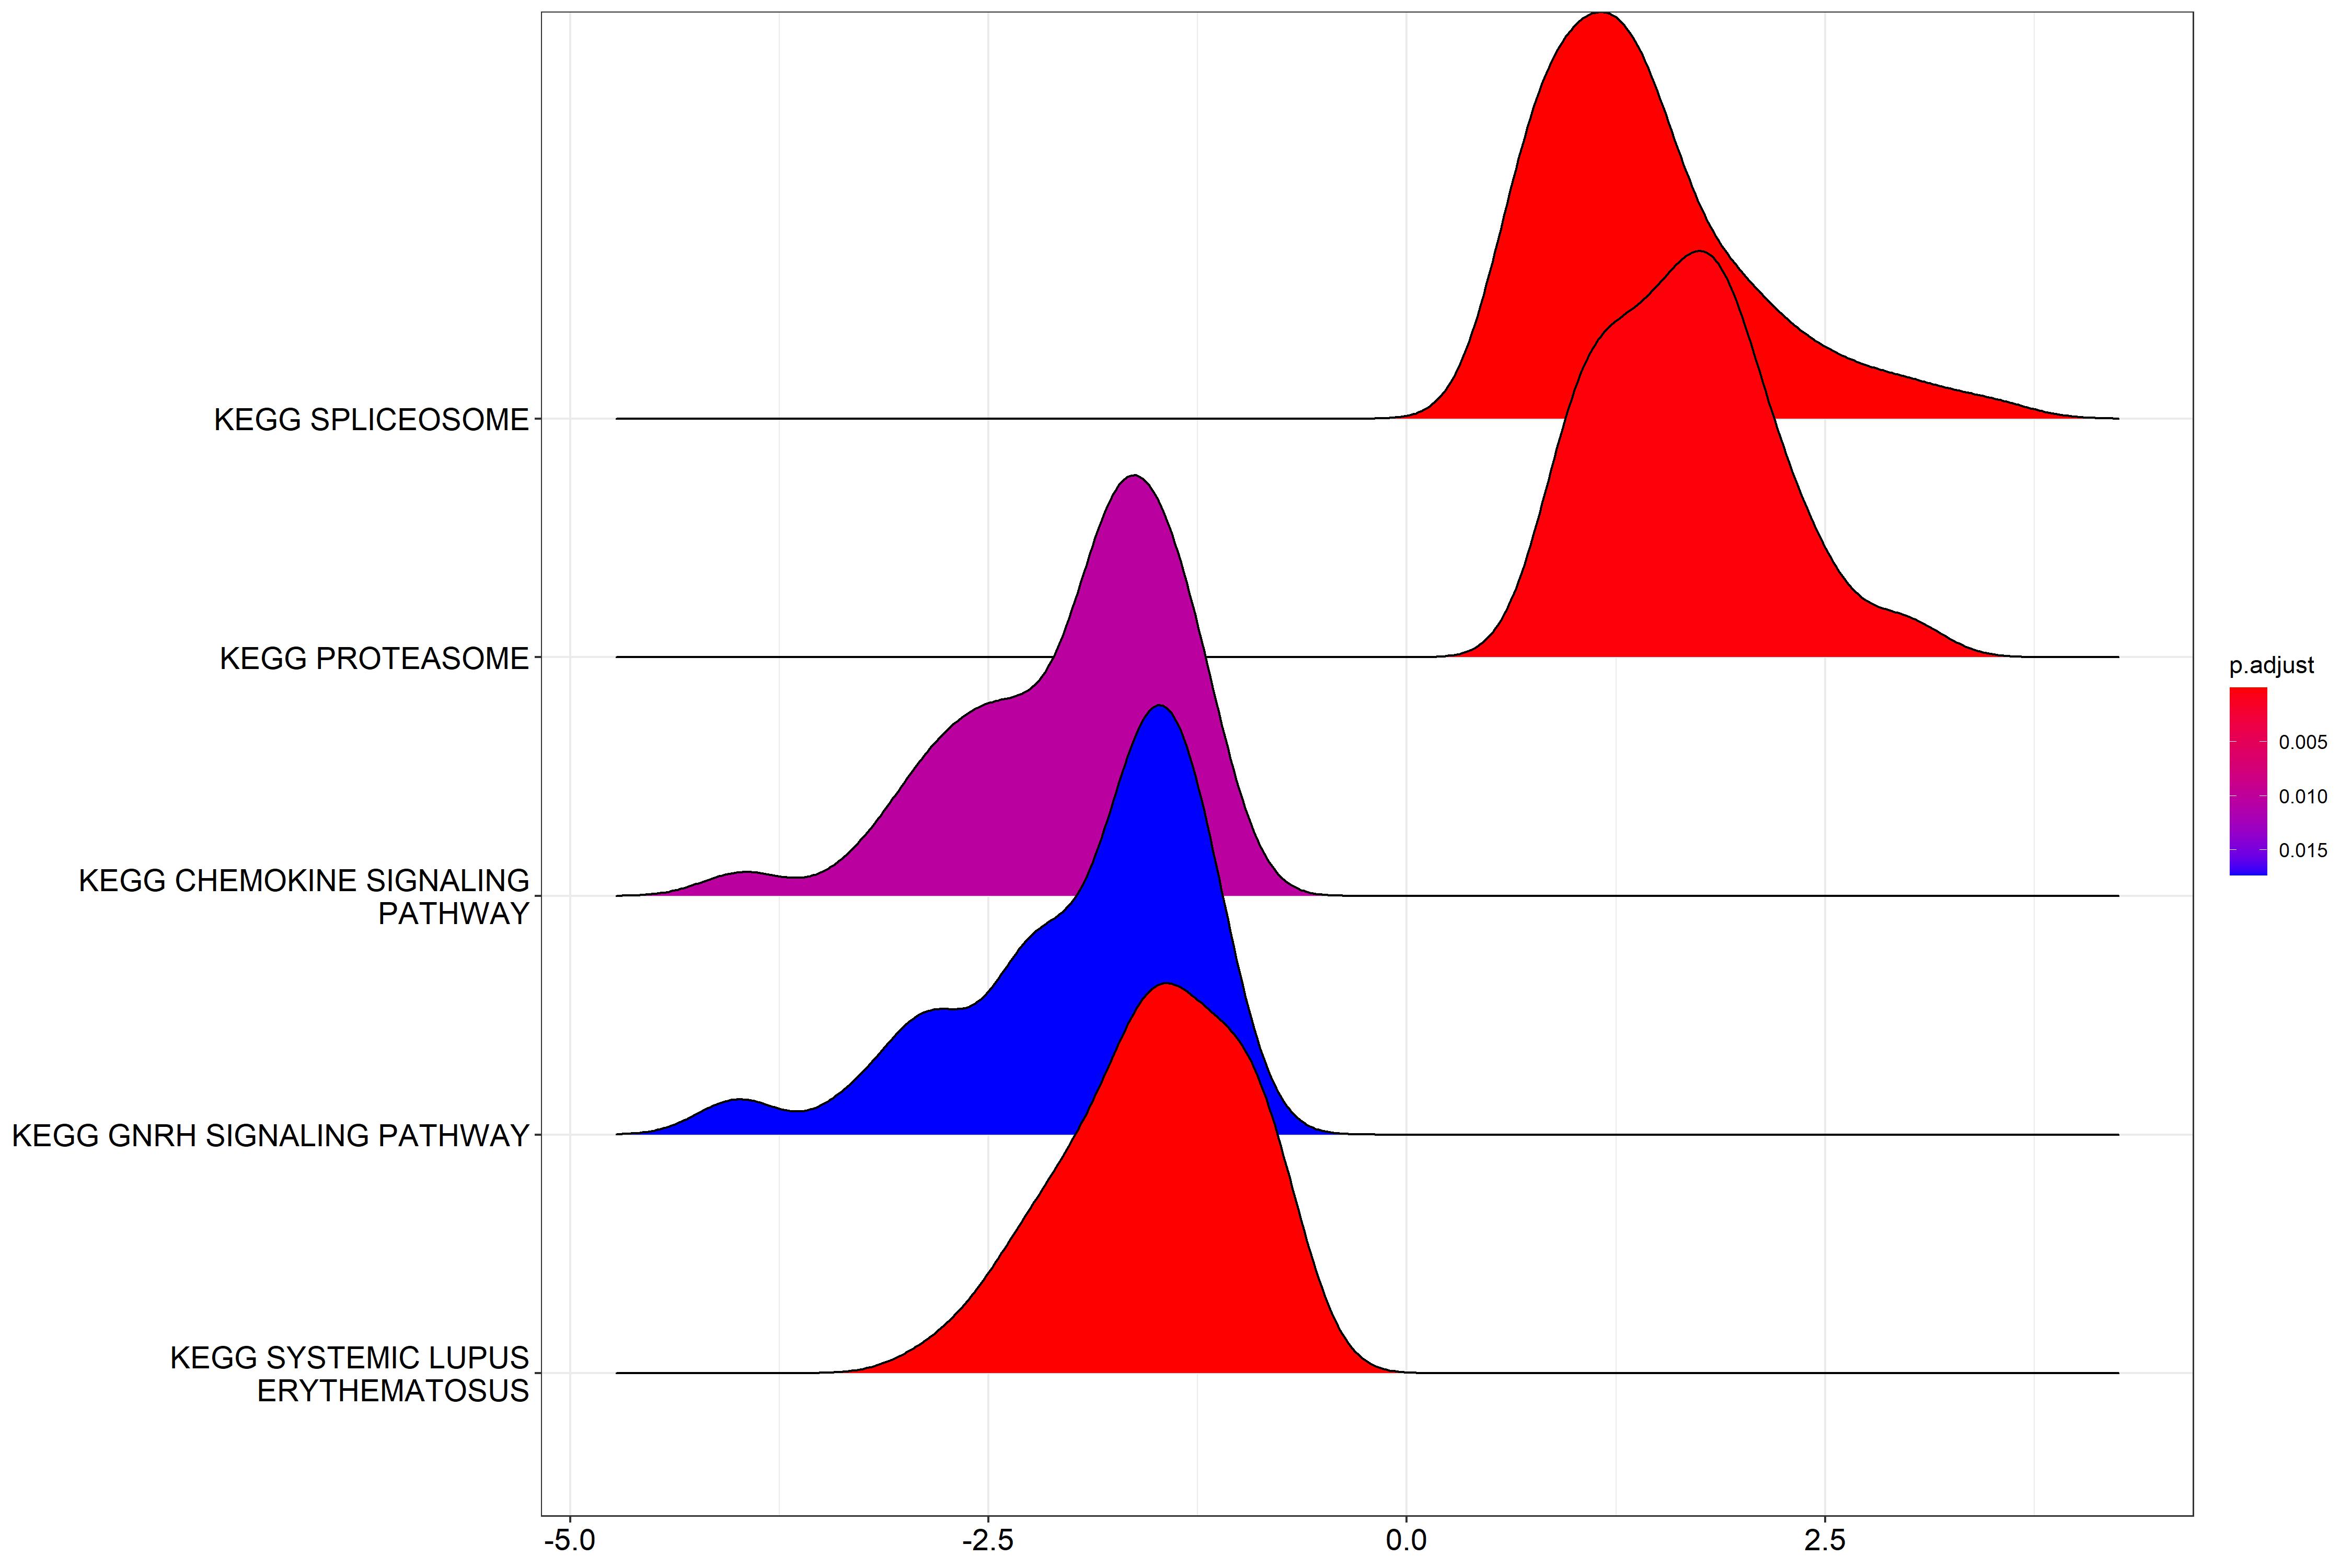 KEGG SPLICEOSOME
KEGG PROTEASOME
KEGG CHEMOKINE SIGNALING
PATHWAY
KEGG GNRH SIGNALING PATHWAY
KEGG SYSTEMIC LUPUS
ERYTHEMATOSUS
-5.0
-2.5
0.0
2.5
p.adjust
0.005
0.010
0.015